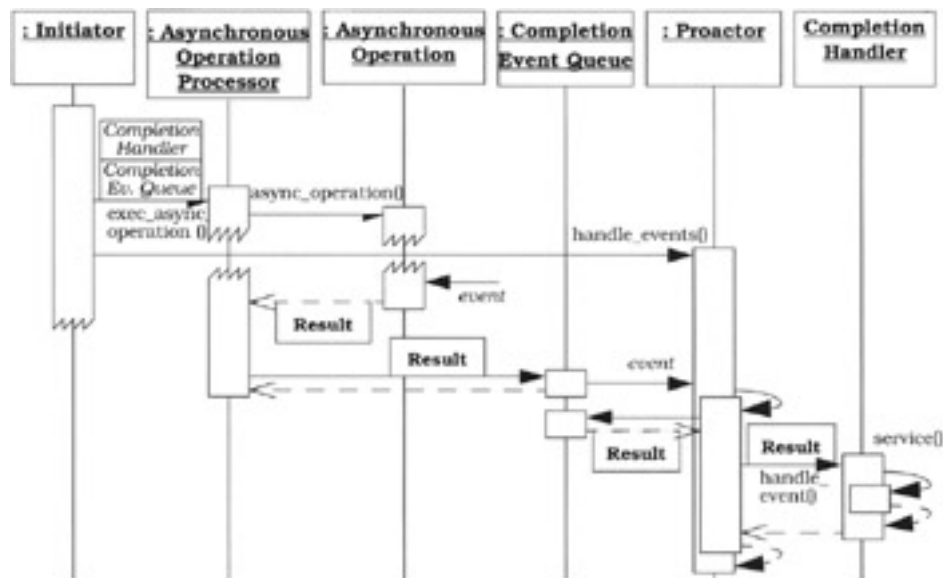 : Initiator
: Asynchronous
Operation
Processor
: Asynchronous
Operation
: Completion
Event Queue
: Proactor
Completion
Handler
Completion
Handler
Completion
Ev. Queue
exec_async_
operation ()
async_operation()
handle_events()
event
Result
Result
event
Result
Result
handle_
event()
service()